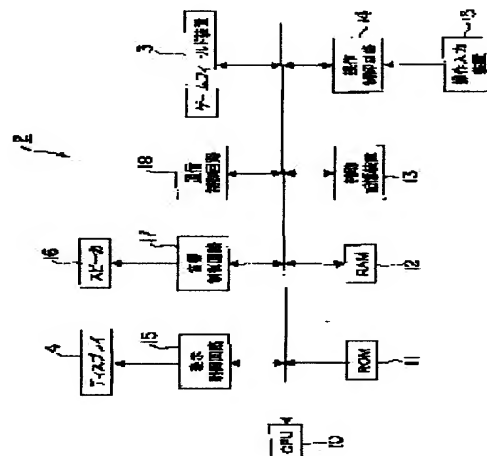 2
4
ディスプレイ
16
スピーカ
3
ゲームフィールド装置
15
表示
制御回路
17
音響
制御回路
18
通信
制御回路
14
操作
制御回路
CPU
10
ROM
11
RAM
12
補助
記憶装置
13
操作入力
装置